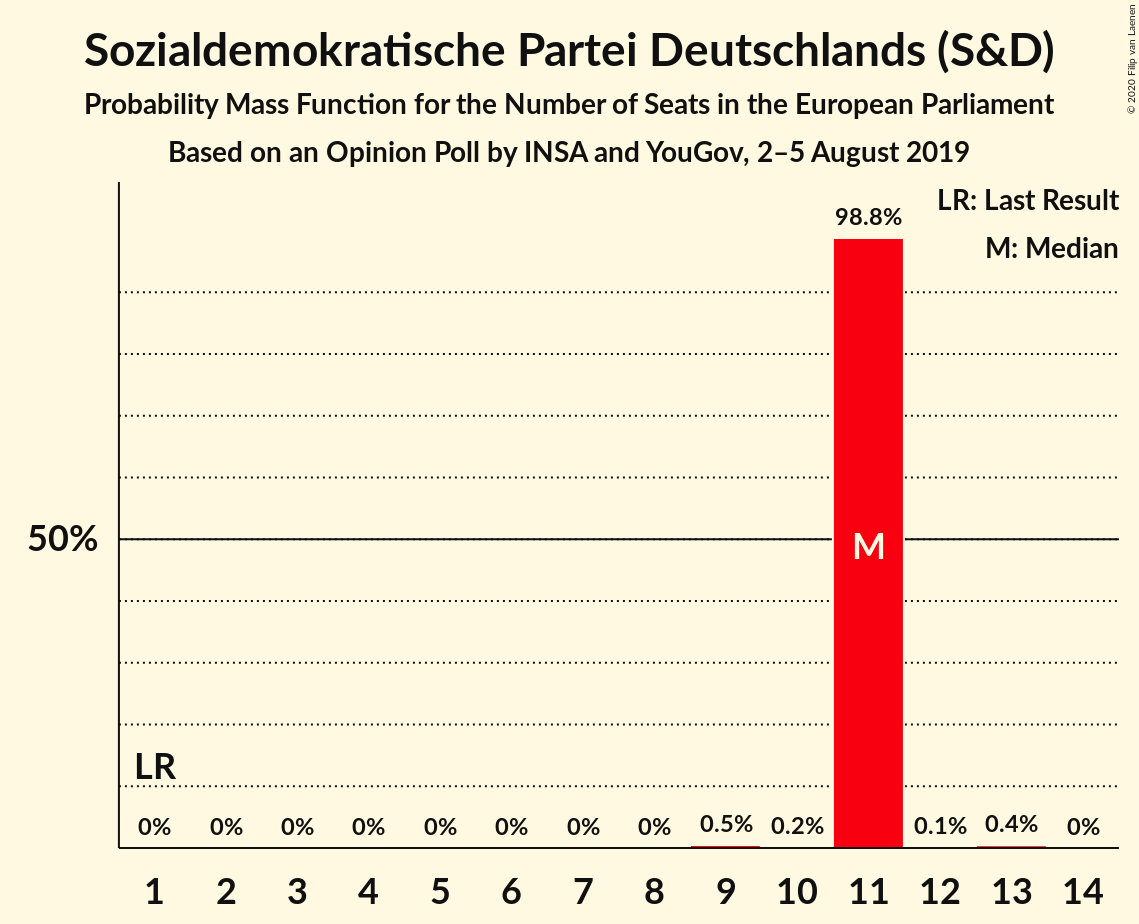 Sozialdemokratische Partei Deutschlands (S&D)
Probability Mass Function for the Number of Seats in the European Parliament
Based on an Opinion Poll by INSA and YouGov, 2–5 August 2019
© 2020 Filip van Laenen
LR: Last Result
M: Median
98.8%
50%
M
LR
0% 0% 0% 0% 0% 0% 0% 0% 0.5% 0.2% 0.1% 0.4% 0%
1 2 3 4 5 6 7 8 9 10 11 12 13 14